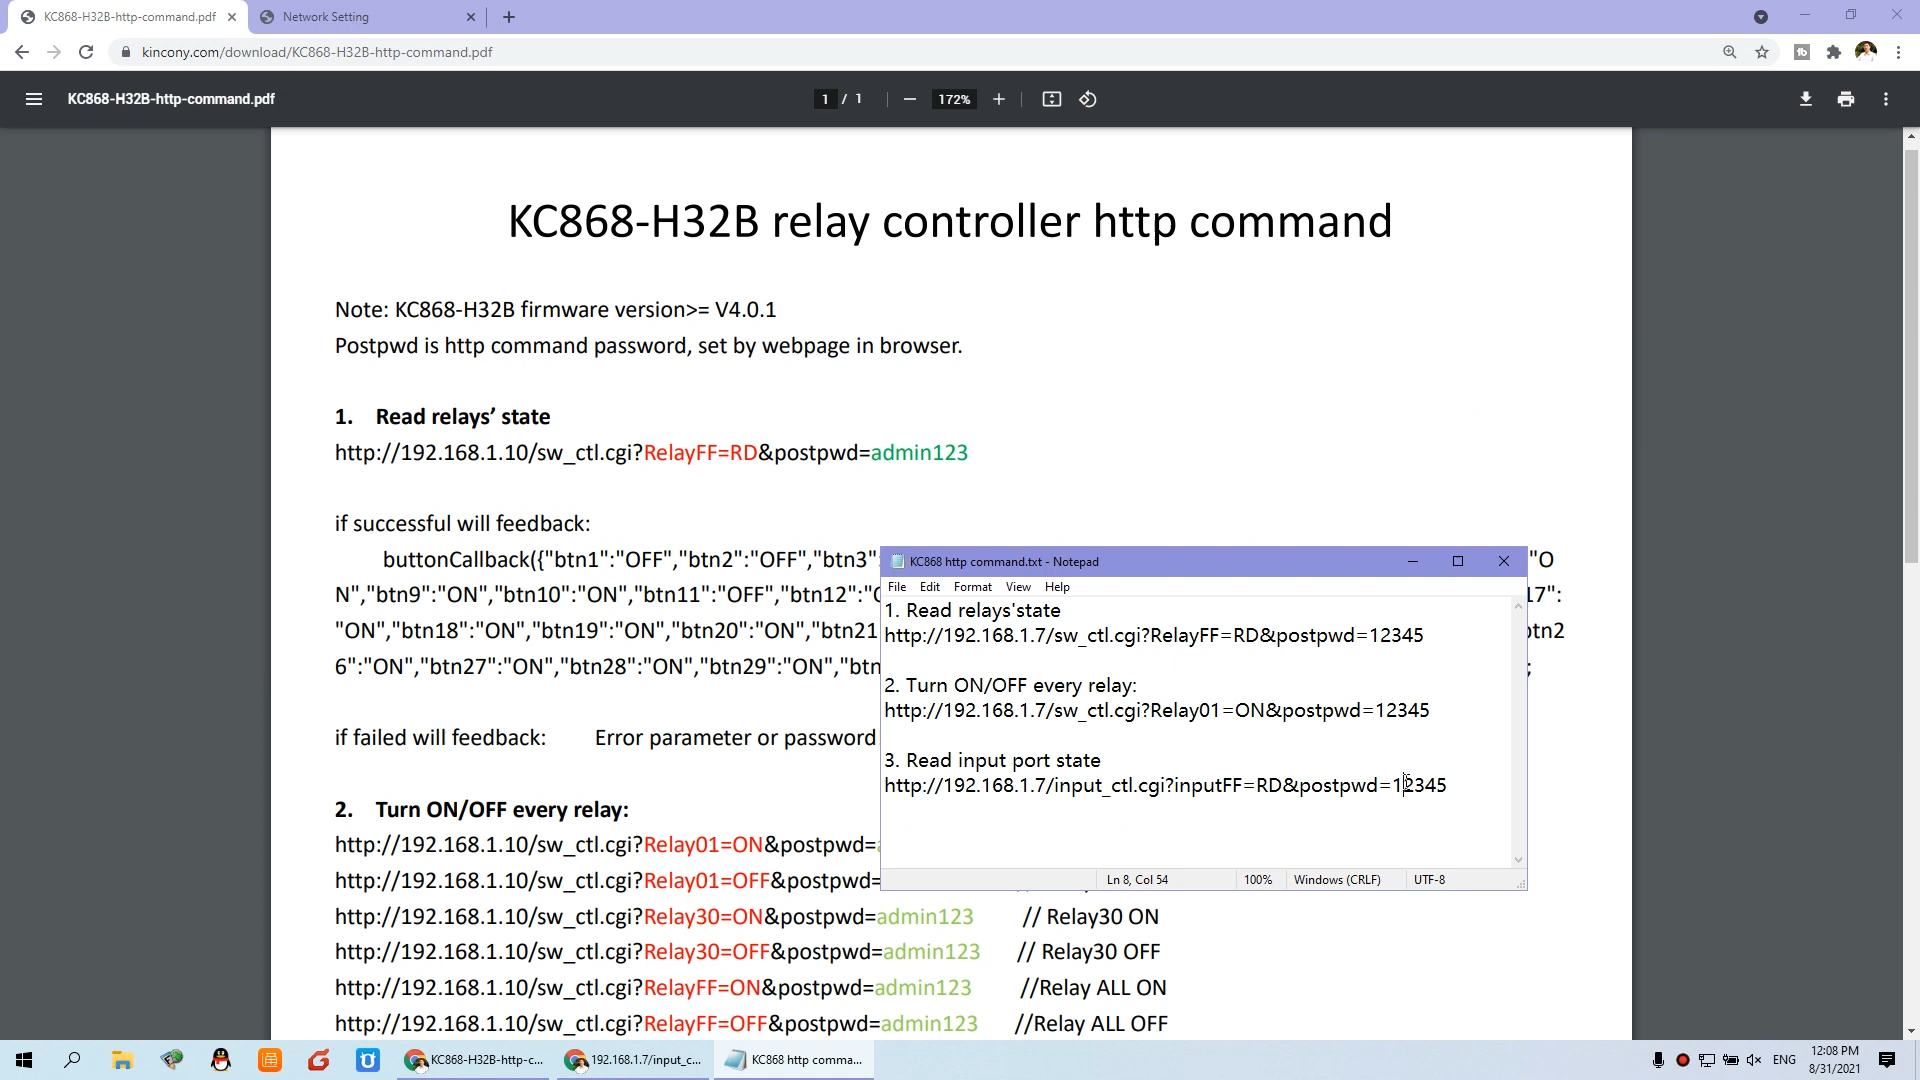 KC868-H32B-http-command.pdf
Network Setting
kincony.com/download/KC868-H32B-http-command.pdf
KC868-H32B-http-command.pdf
1 / 1
172%
KC868-H32B relay controller http command
Note: KC868-H32B firmware version>= V4.0.1
Postpwd is http command password, set by webpage in browser.
1. Read relays’ state
http://192.168.1.10/sw_ctl.cgi?RelayFF=RD&postpwd=admin123
if successful will feedback:
buttonCallback({"btn1":"OFF","btn2":"OFF","btn3" "O
N","btn9":"ON","btn10":"ON","btn11":"OFF","btn12":" 17":
"ON","btn18":"ON","btn19":"ON","btn20":"ON","btn21 btn2
6":"ON","btn27":"ON","btn28":"ON","btn29":"ON","btn ;
if failed will feedback: Error parameter or password
2. Turn ON/OFF every relay:
http://192.168.1.10/sw_ctl.cgi?Relay01=ON&postpwd=
http://192.168.1.10/sw_ctl.cgi?Relay01=OFF&postpwd=
http://192.168.1.10/sw_ctl.cgi?Relay30=ON&postpwd=admin123 // Relay30 ON
http://192.168.1.10/sw_ctl.cgi?Relay30=OFF&postpwd=admin123 // Relay30 OFF
http://192.168.1.10/sw_ctl.cgi?RelayFF=ON&postpwd=admin123 //Relay ALL ON
http://192.168.1.10/sw_ctl.cgi?RelayFF=OFF&postpwd=admin123 //Relay ALL OFF
KC868 http command.txt - Notepad
File Edit Format View Help
1. Read relays'state
http://192.168.1.7/sw_ctl.cgi?RelayFF=RD&postpwd=12345
2. Turn ON/OFF every relay:
http://192.168.1.7/sw_ctl.cgi?Relay01=ON&postpwd=12345
3. Read input port state
http://192.168.1.7/input_ctl.cgi?inputFF=RD&postpwd=12345
Ln 8, Col 54 100% Windows (CRLF) UTF-8
KC868-H32B-http-c...
192.168.1.7/input_c...
KC868 http comma...
ENG
12:08 PM
8/31/2021